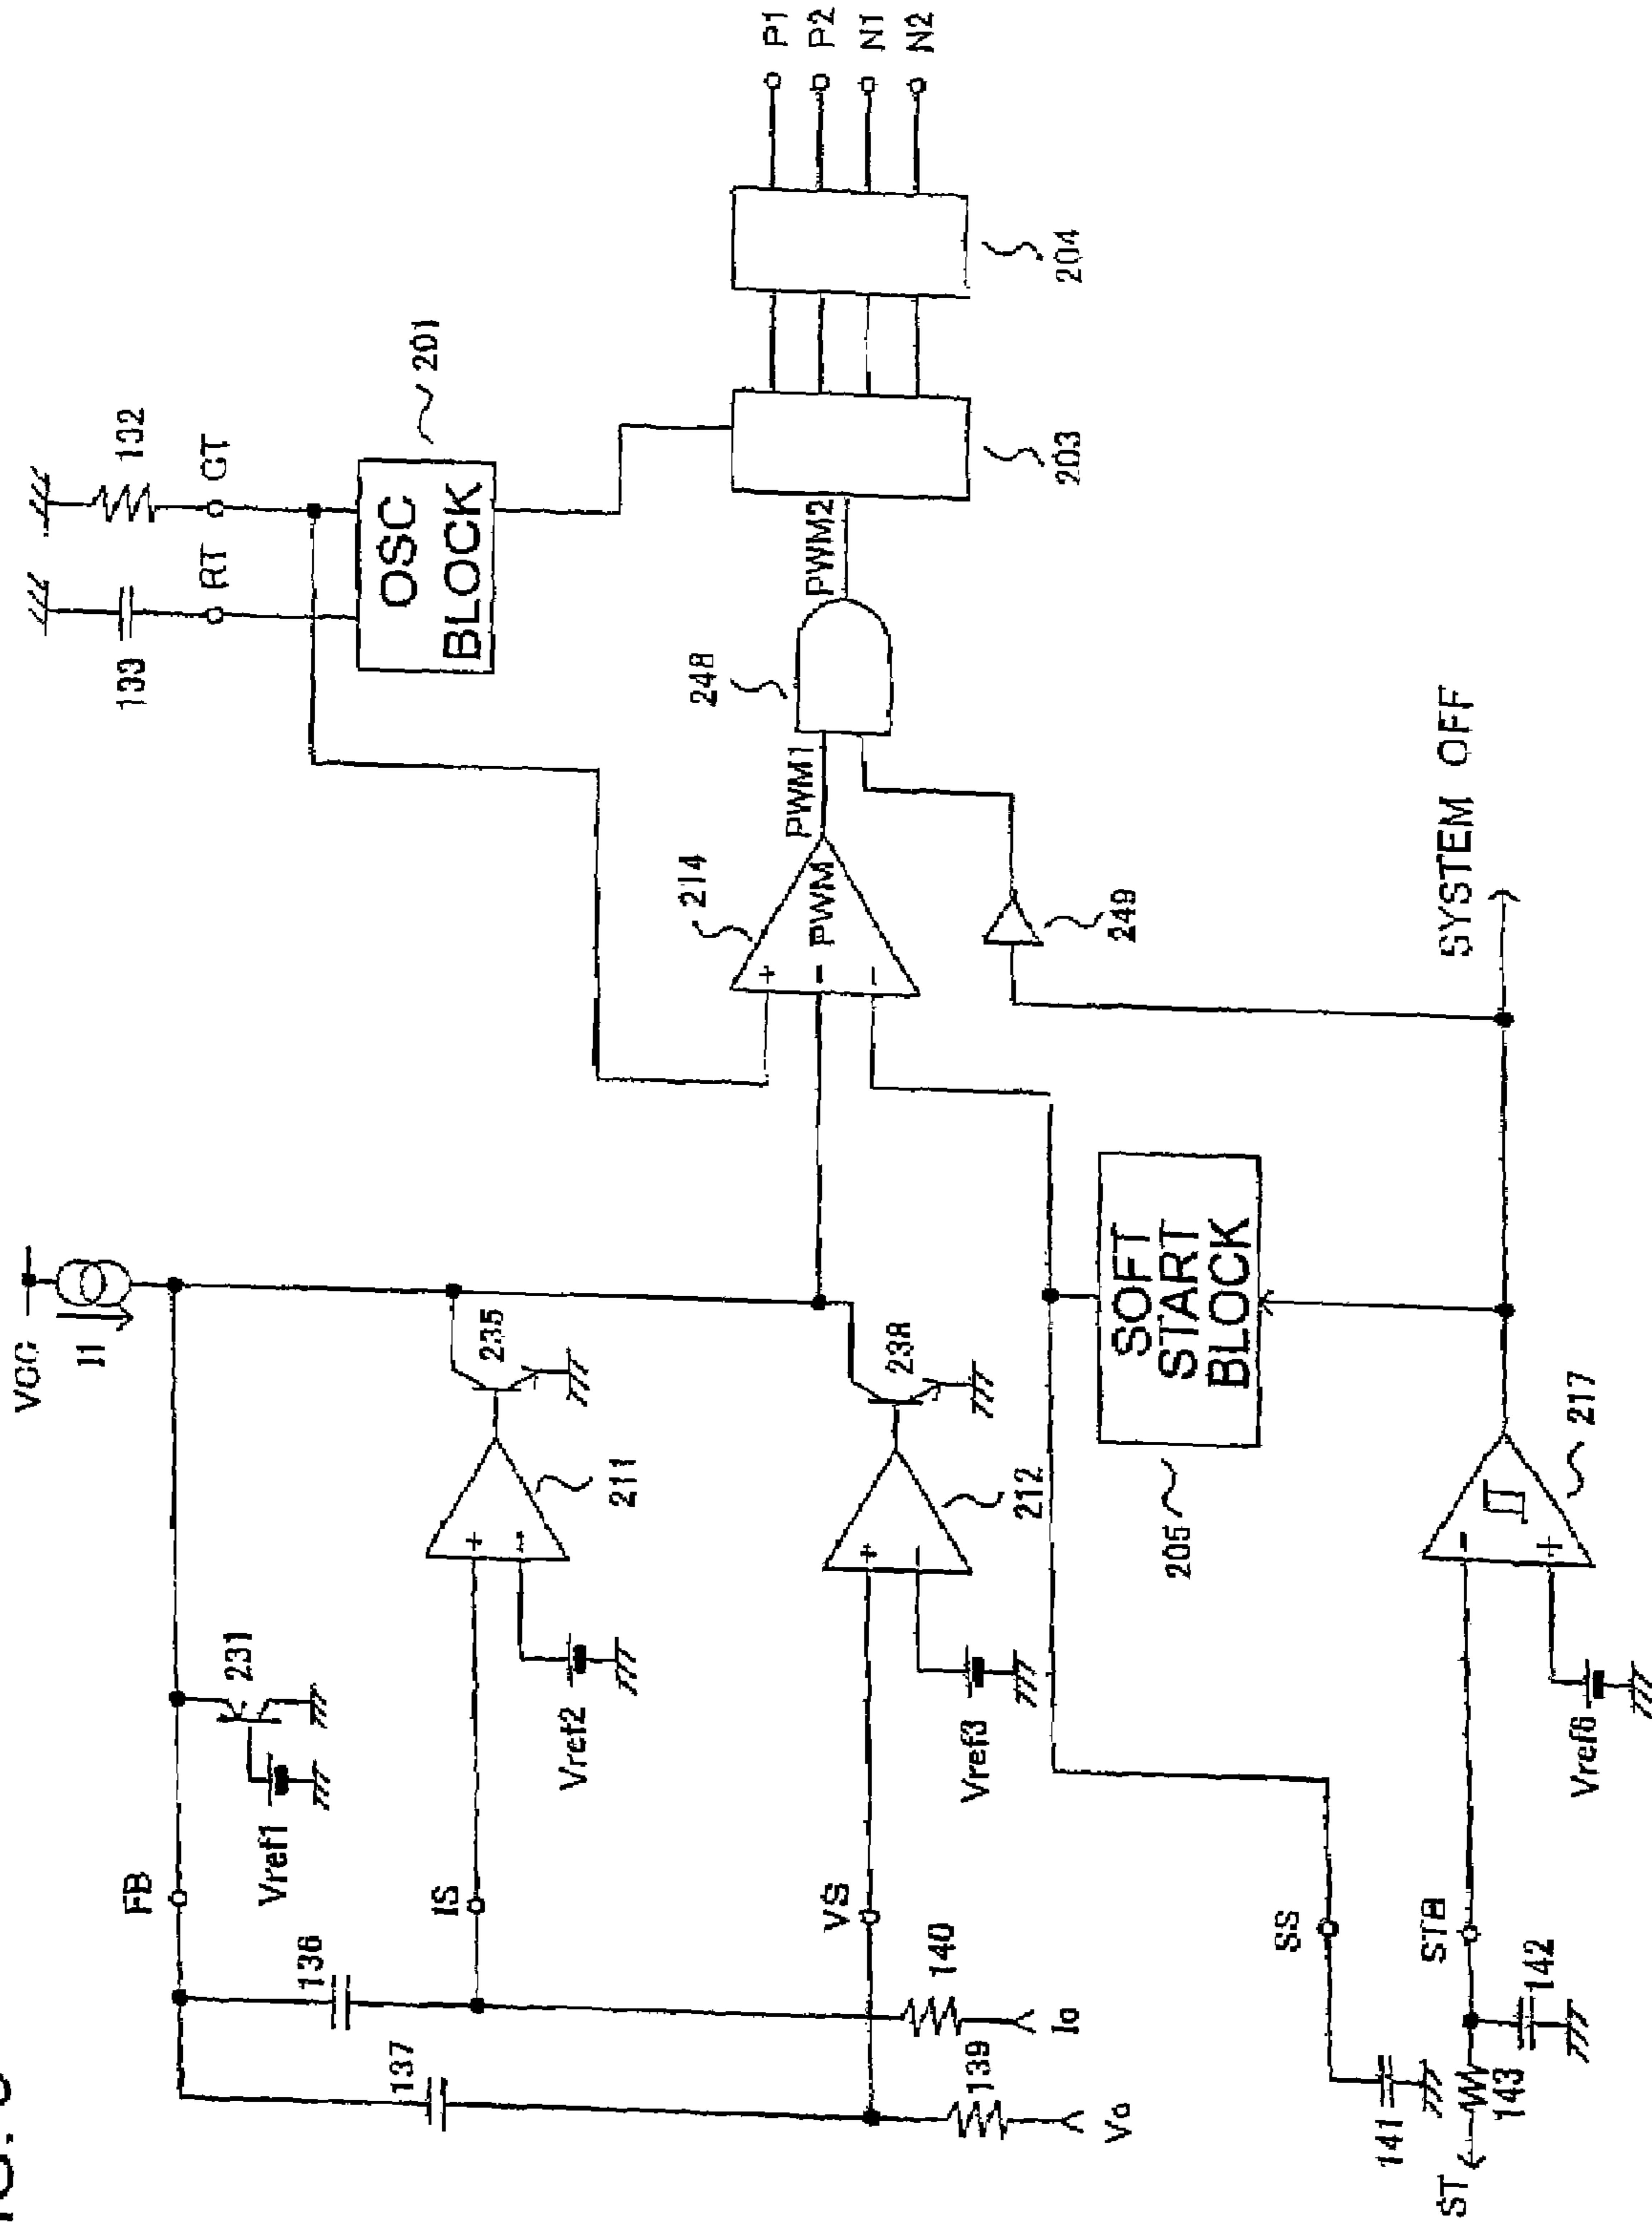 VCC
I1
FB
231
Vref1
136
137
IS
235
211
Vref2
VS
238
212
Vref3
140
139
Io
Vo
133
132
RT
CT
OSC
BLOCK
201
214
PWM
PWM1
248
PWM2
203
204
P1
P2
N1
N2
249
SYSTEM OFF
SOFT
START
BLOCK
205
SS
141
STB
142
143
ST
217
Vref6